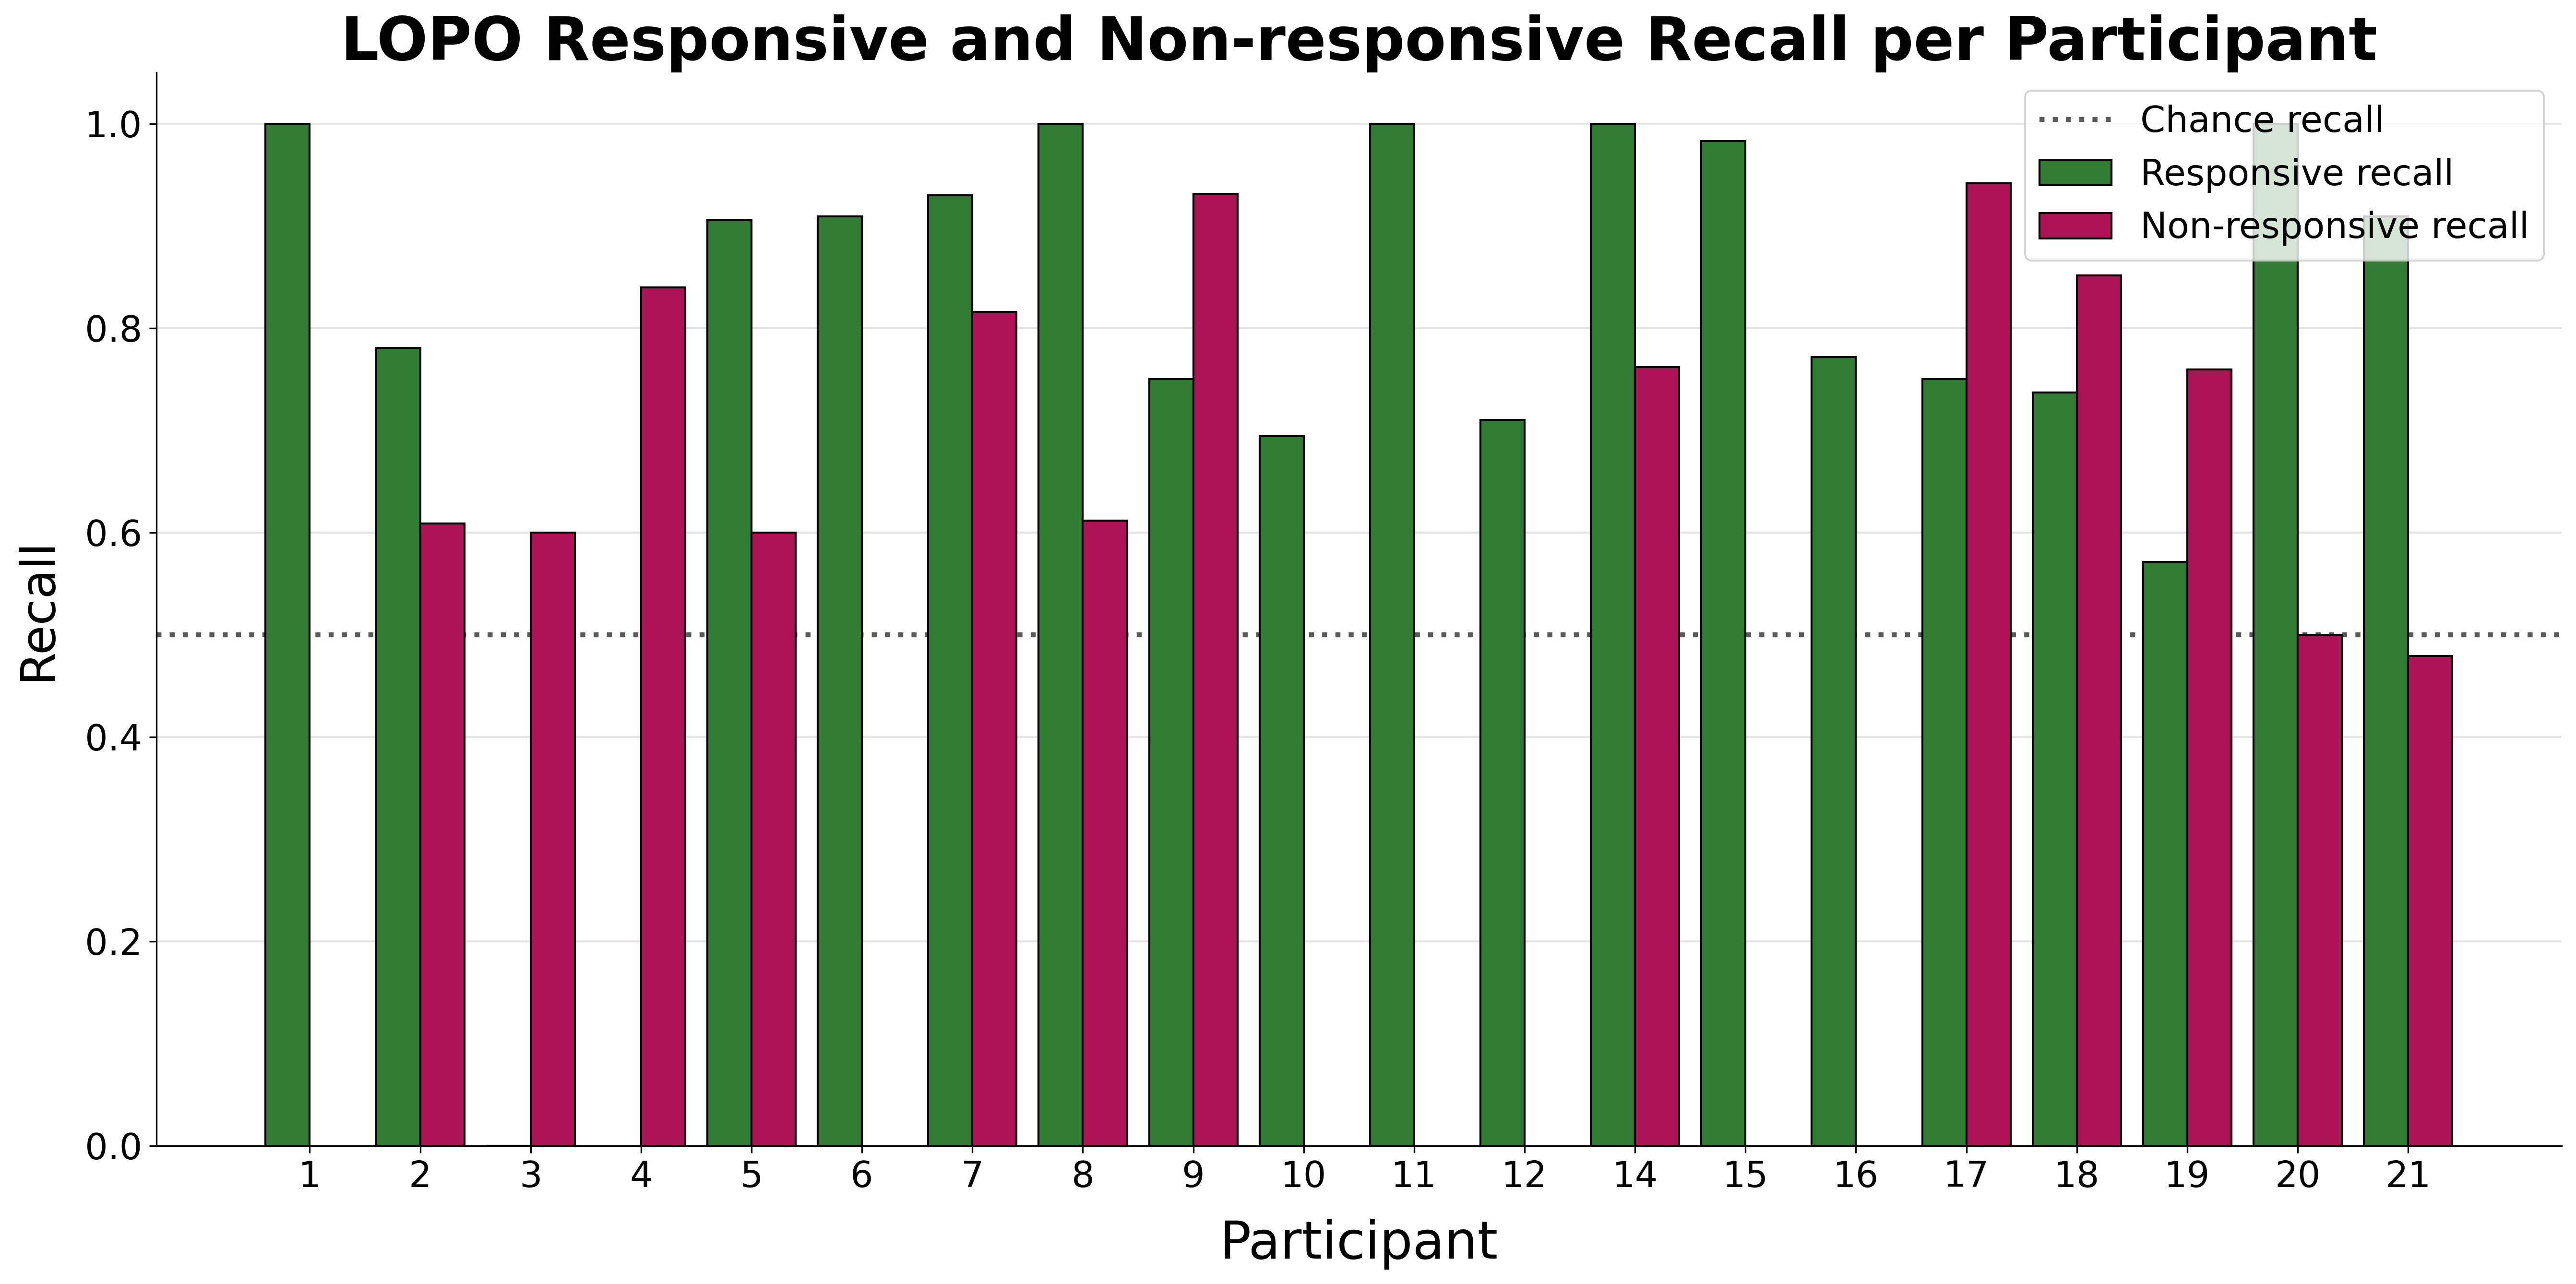 LOPO Responsive and Non-responsive Recall per Participant
Chance recall
Responsive recall
Non-responsive recall
1.0
0.8
0.6
0.4
0.2
0.0
Recall
1 2 3 4 5 6 7 8 9 10 11 12 14 15 16 17 18 19 20 21
Participant